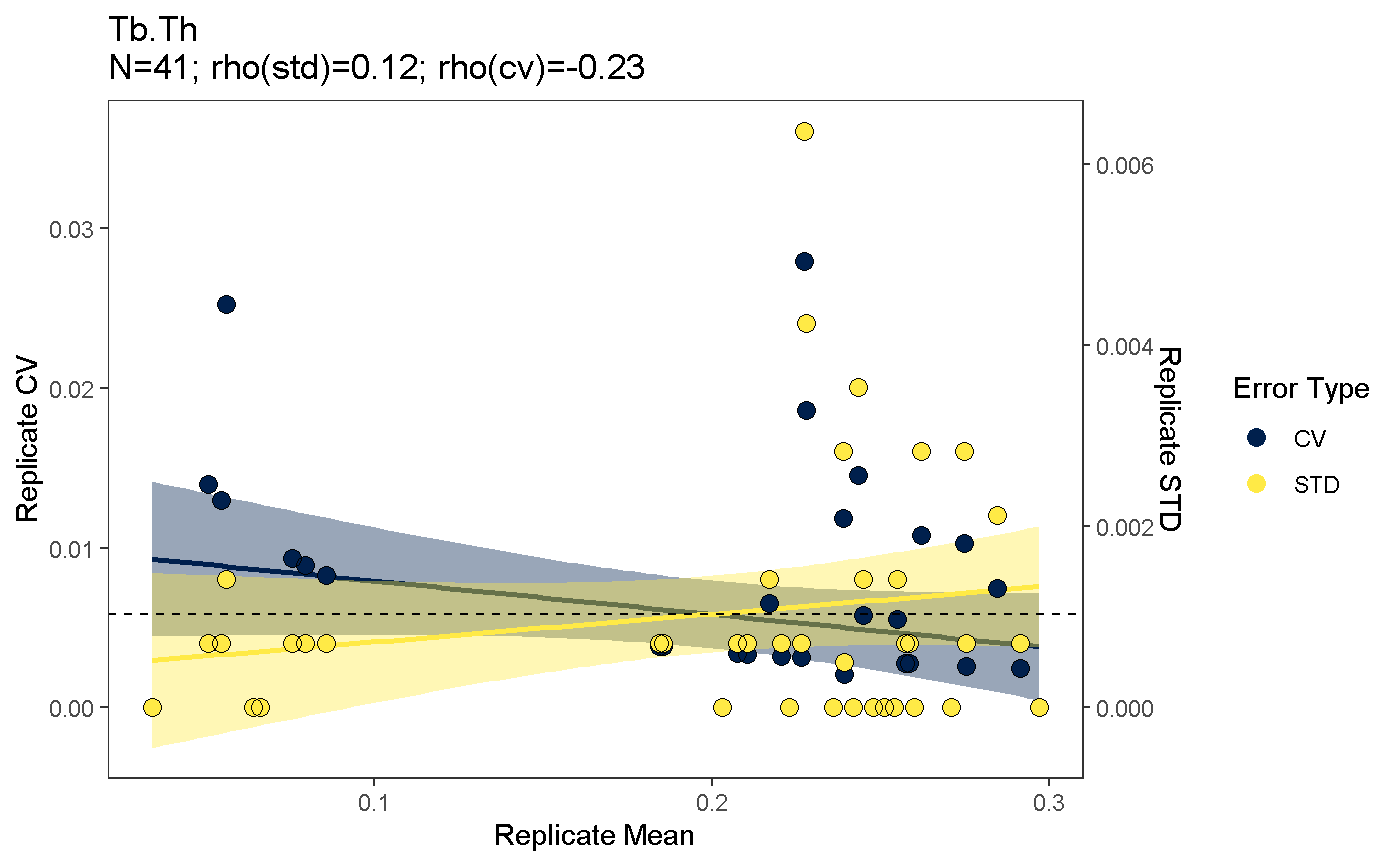 Tb.Th
N=41; rho(std)=0.12; rho(cv)=-0.23
Replicate CV
0.03
0.02
0.01
0.00
0.006
0.004
0.002
0.000
Replicate STD
0.1
0.2
0.3
Replicate Mean
Error Type
CV
STD